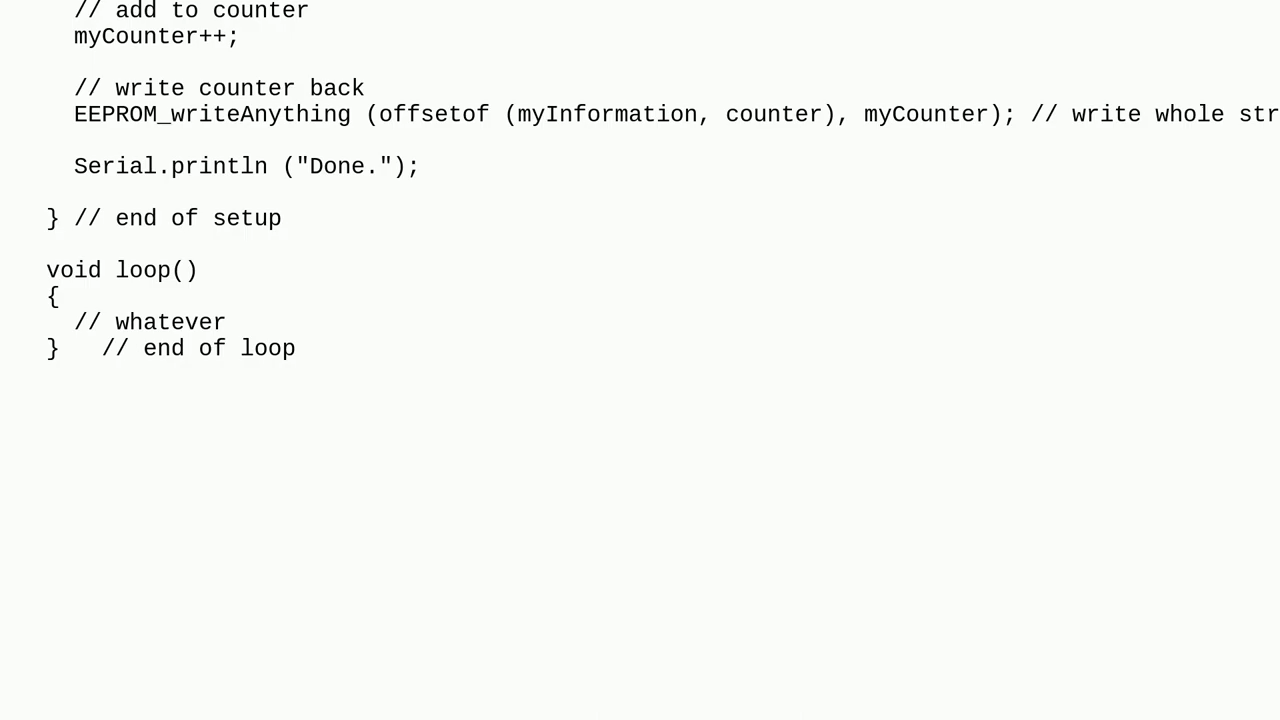 // add to counter
myCounter++;
// write counter back
EEPROM_writeAnything (offsetof (myInformation, counter), myCounter); // write whole str
Serial.println ("Done.");
} // end of setup
void loop()
{
// whatever
} // end of loop